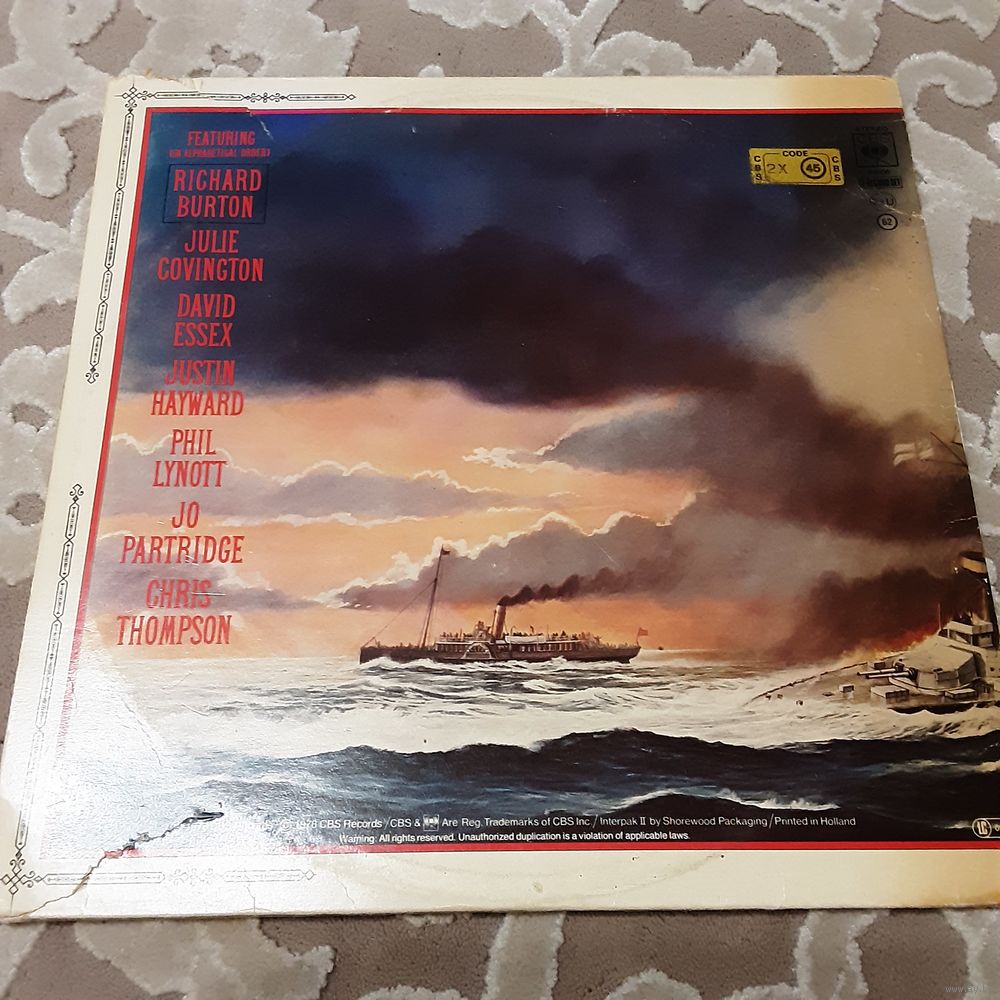 FEATURING
(IN ALPHABETICAL ORDER)
RICHARD
BURTON
JULIE
COVINGTON
DAVID
ESSEX
JUSTIN
HAYWARD
PHIL
LYNOTT
JO
PARTRIDGE
CHRIS
THOMPSON
CODE
CBS 2X 45 CBS
62
1978 CBS Records / CBS & Are Reg. Trademarks of CBS Inc. / Interpak II by Shorewood Packaging / Printed in Holland
Warning: All rights reserved. Unauthorized duplication is a violation of applicable laws.
LC